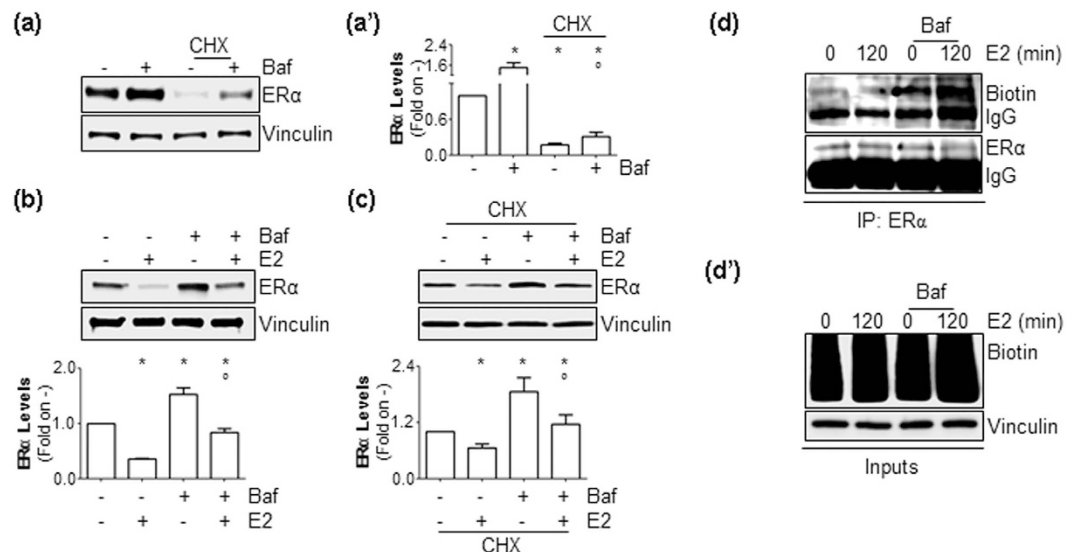 (a)
CHX
- + - + Baf
ERα
Vinculin
(a’)
CHX
* * *
°
2.4
1.6
0.6
0.0
ERα Levels
(Fold on -)
- + - + Baf
(b)
- - + + Baf
- + - + E2
ERα
Vinculin
* * *
°
2.0
1.0
0.0
ERα Levels
(Fold on -)
- - + + Baf
- + - + E2
(c)
CHX
- - + + Baf
- + - + E2
ERα
Vinculin
* * *
°
2.4
1.2
0.0
ERα Levels
(Fold on -)
- - + + Baf
- + - + E2
CHX
(d)
Baf
0 120 0 120 E2 (min)
Biotin
IgG
ERα
IgG
IP: ERα
(d’)
Baf
0 120 0 120 E2 (min)
Biotin
Vinculin
Inputs